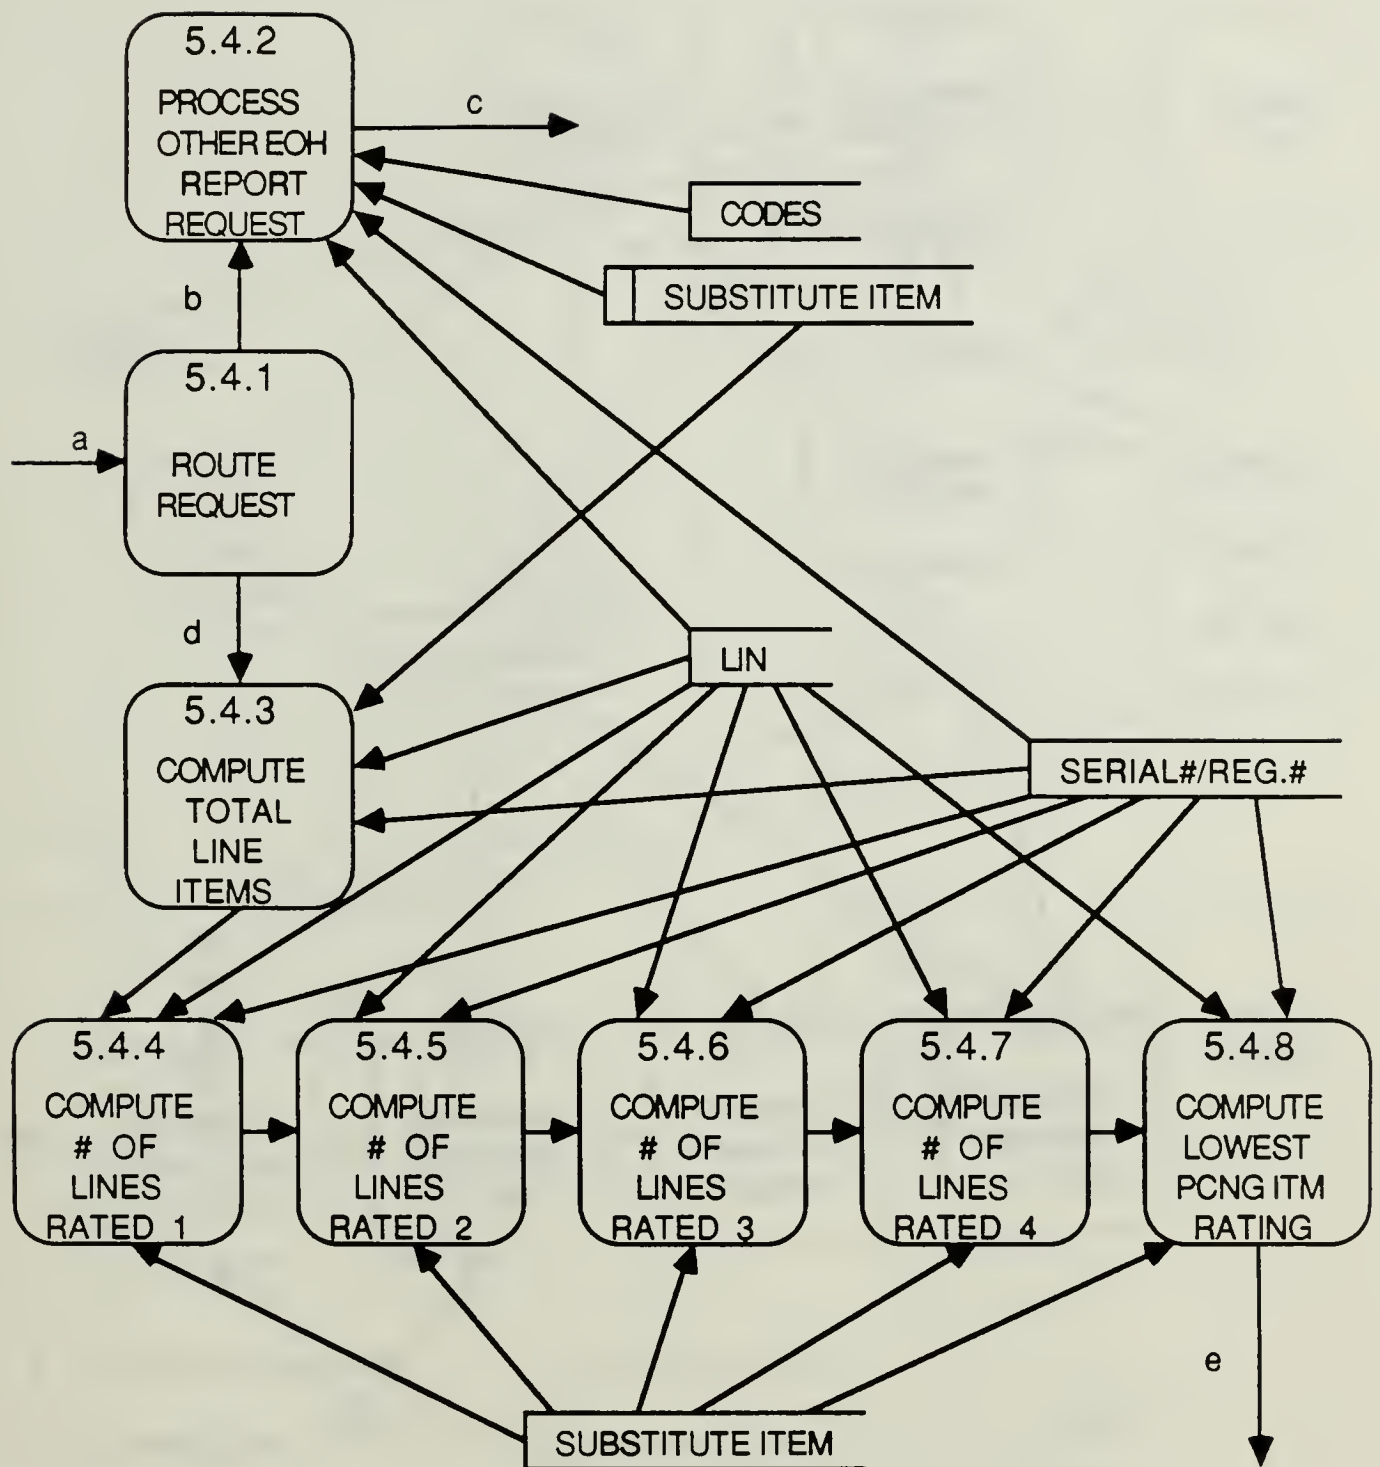 5.4.2
PROCESS
OTHER EOH
REPORT
REQUEST
c
CODES
SUBSTITUTE ITEM
b
5.4.1
ROUTE
REQUEST
a
d
LIN
5.4.3
COMPUTE
TOTAL
LINE
ITEMS
SERIAL#/REG.#
5.4.4
COMPUTE
# OF
LINES
RATED 1
5.4.5
COMPUTE
# OF
LINES
RATED 2
5.4.6
COMPUTE
# OF
LINES
RATED 3
5.4.7
COMPUTE
# OF
LINES
RATED 4
5.4.8
COMPUTE
LOWEST
PCNG ITM
RATING
e
SUBSTITUTE ITEM